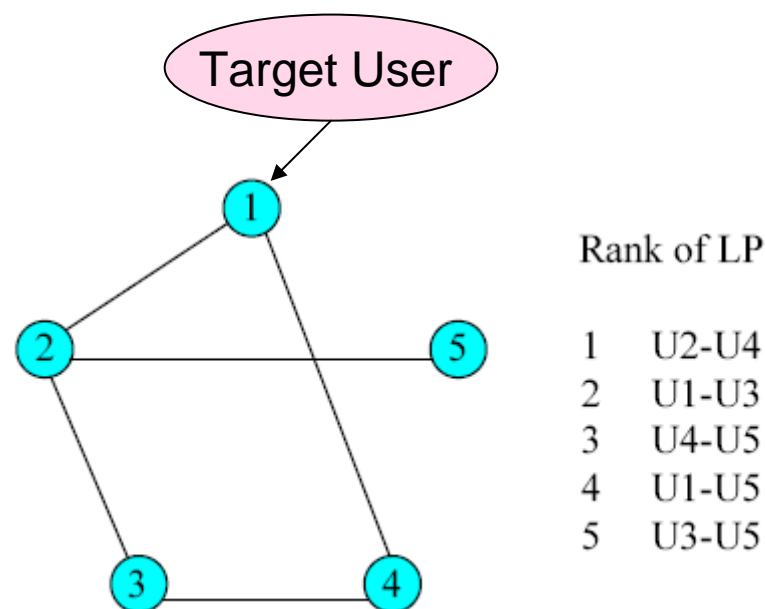 Target User
1
2
5
3
4
Rank of LP
1 U2-U4
2 U1-U3
3 U4-U5
4 U1-U5
5 U3-U5